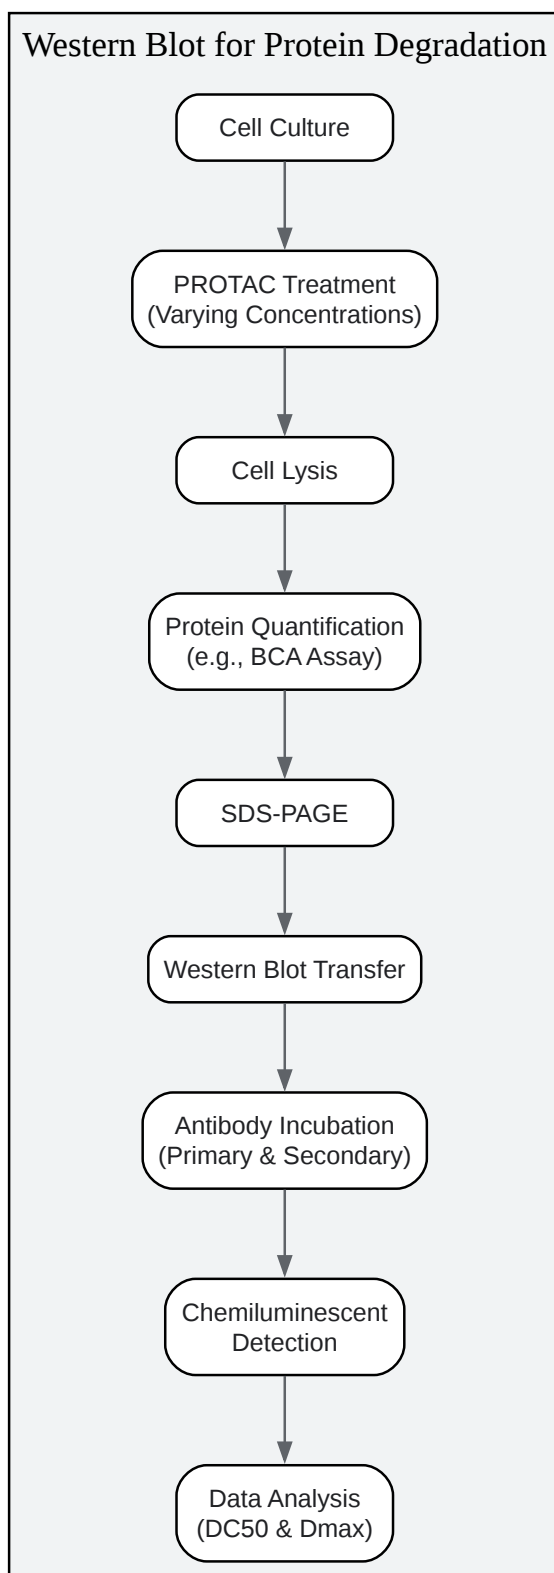 Western Blot for Protein Degradation
Cell Culture
PROTAC Treatment
(Varying Concentrations)
Cell Lysis
Protein Quantification
(e.g., BCA Assay)
SDS-PAGE
Western Blot Transfer
Antibody Incubation
(Primary & Secondary)
Chemiluminescent
Detection
Data Analysis
(DC50 & Dmax)